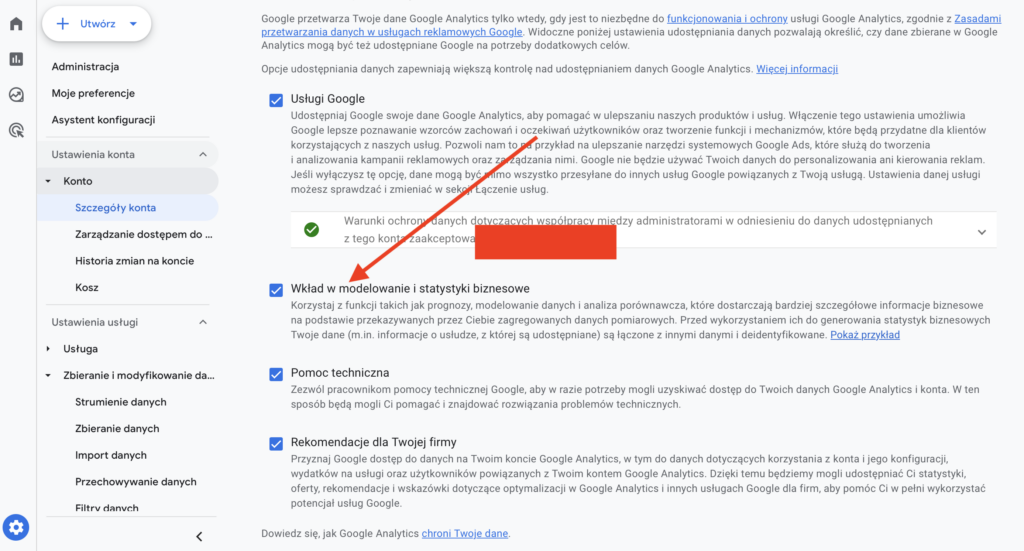 Utwórz
Administracja
Moje preferencje
Asystent konfiguracji
Ustawienia konta
Konto
Szczegóły konta
Zarządzanie dostępem do ...
Historia zmian na koncie
Kosz
Ustawienia usługi
Usługa
Zbieranie i modyfikowanie da...
Strumienie danych
Zbieranie danych
Import danych
Przechowywanie danych
Filtry danych
Google przetwarza Twoje dane Google Analytics tylko wtedy, gdy jest to niezbędne do funkcjonowania i ochrony usługi Google Analytics, zgodnie z Zasadami
przetwarzania danych w usługach reklamowych Google. Widoczne poniżej ustawienia udostępniania danych pozwalają określić, czy dane zbierane w Google
Analytics mogą być też udostępniane Google na potrzeby dodatkowych celów.
Opcje udostępniania danych zapewniają większą kontrolę nad udostępnianiem danych Google Analytics. Więcej informacji
Usługi Google
Udostępniaj Google swoje dane Google Analytics, aby pomagać w ulepszaniu naszych produktów i usług. Włączenie tego ustawienia umożliwia
Google lepsze poznawanie wzorców zachowań i oczekiwań użytkowników oraz tworzenie funkcji i mechanizmów, które będą przydatne dla klientów
korzystających z naszych usług. Pozwoli nam to na przykład na ulepszanie narzędzi systemowych Google Ads, które służą do tworzenia
i analizowania kampanii reklamowych oraz zarządzania nimi. Google nie będzie używać Twoich danych do personalizowania ani kierowania reklam.
Jeśli wyłączysz tę opcję, dane mogą być mimo wszystko przesyłane do innych usług Google powiązanych z Twoją usługą. Ustawienia danej usługi
możesz sprawdzić i zmienić w sekcji Łączenie usług.
Warunki ochrony danych dotyczących współpracy między administratorami w odniesieniu do danych udostępnianych
z tego konta zaakceptowa
Wkład w modelowanie i statystyki biznesowe
Korzystaj z funkcji takich jak prognozy, modelowanie danych i analiza porównawcza, które dostarczają bardziej szczegółowe informacje biznesowe
na podstawie przekazywanych przez Ciebie zagregowanych danych pomiarowych. Przed wykorzystaniem ich do generowania statystyk biznesowych
Twoje dane (m.in. informacje o usłudze, z której są udostępniane) są łączone z innymi danymi i deidentyfikowane. Pokaż przykład
Pomoc techniczna
Zezwól pracownikom pomocy technicznej Google, aby w razie potrzeby mogli uzyskiwać dostęp do Twoich danych Google Analytics i konta. W ten
sposób będą mogli Ci pomagać i znajdować rozwiązania problemów technicznych.
Rekomendacje dla Twojej firmy
Przyznaj Google dostęp do danych na Twoim koncie Google Analytics, w tym do danych dotyczących korzystania z konta i jego konfiguracji,
wydatków na usługi oraz użytkowników powiązanych z Twoim kontem Google Analytics. Dzięki temu będziemy mogli udostępniać Ci statystyki,
oferty, rekomendacje i wskazówki dotyczące optymalizacji w Google Analytics i innych usługach Google dla firm, aby pomóc Ci w pełni wykorzystać
potencjał usług Google.
Dowiedz się, jak Google Analytics chroni Twoje dane.